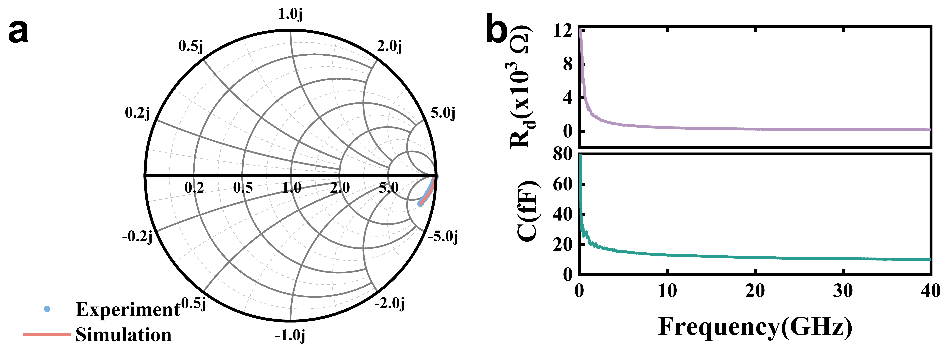 a
1.0j
0.5j
2.0j
0.2j
5.0j
0.2
0.5
1.0
2.0
5.0
-0.2j
-5.0j
0.5j
-2.0j
-1.0j
Experiment
Simulation
b
12
8
4
0
R_d(x10³ Ω)
80
60
40
20
0
C(fF)
0
10
20
30
40
Frequency(GHz)